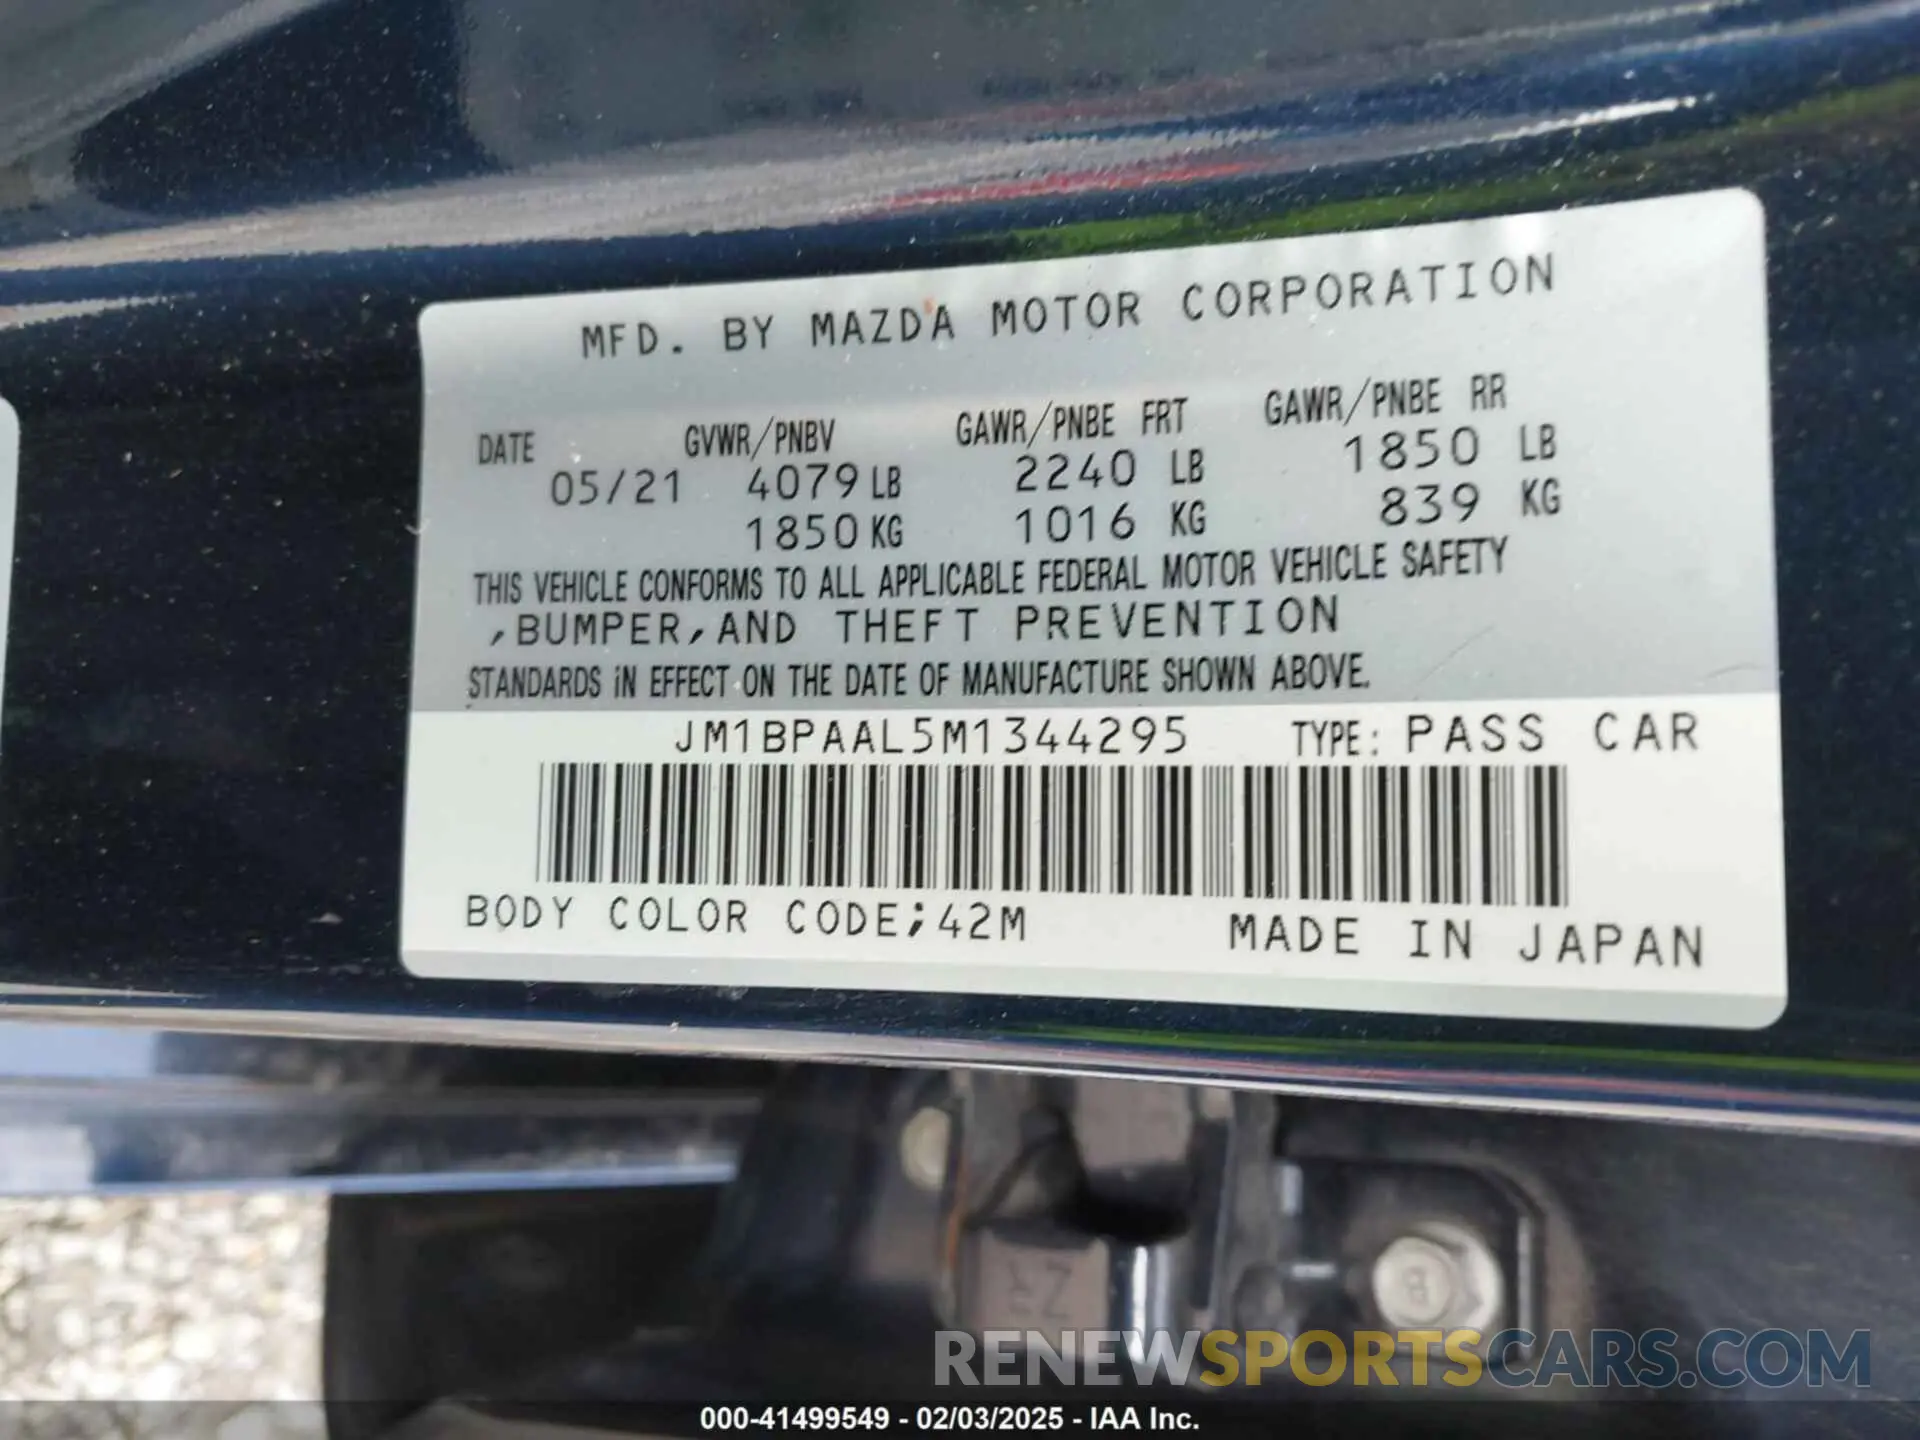 MFD. BY MAZDA MOTOR CORPORATION
DATE GVWR/PNBV GAWR/PNBE FRT GAWR/PNBE RR
05/21 4079 LB 2240 LB 1850 LB
1850 KG 1016 KG 839 KG
THIS VEHICLE CONFORMS TO ALL APPLICABLE FEDERAL MOTOR VEHICLE SAFETY
,BUMPER,AND THEFT PREVENTION
STANDARDS IN EFFECT ON THE DATE OF MANUFACTURE SHOWN ABOVE.
JM1BPAAL5M1344295 TYPE: PASS CAR
BODY COLOR CODE;42M MADE IN JAPAN
RENEWSPORTSCARS.COM
000-41499549 - 02/03/2025 - IAA Inc.